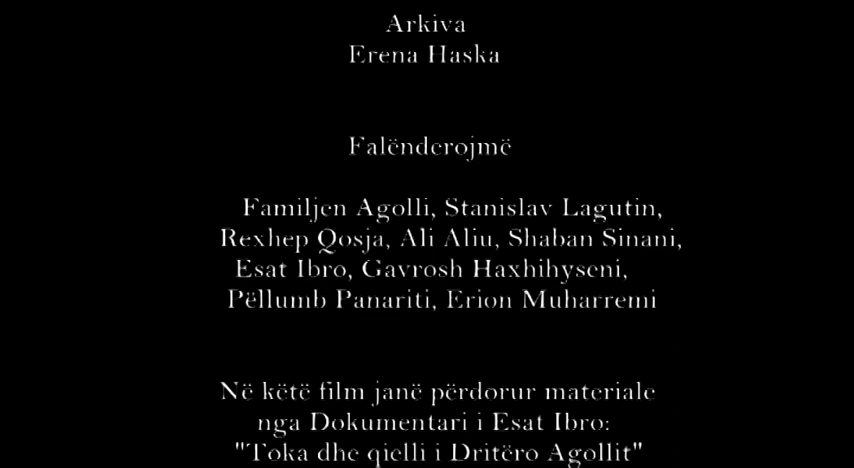 Arkiva
Erena Haska
Falënderojmë
Familjen Agolli, Stanislav Lagutin,
Rexhep Qosja, Ali Aliu, Shaban Sinani,
Esat Ibro, Gavrosh Haxhihyseni,
Pëllumb Panariti, Erion Muharremi
Në këtë film janë përdorur materiale
nga Dokumentari i Esat Ibro:
"Toka dhe qielli i Dritëro Agollit"